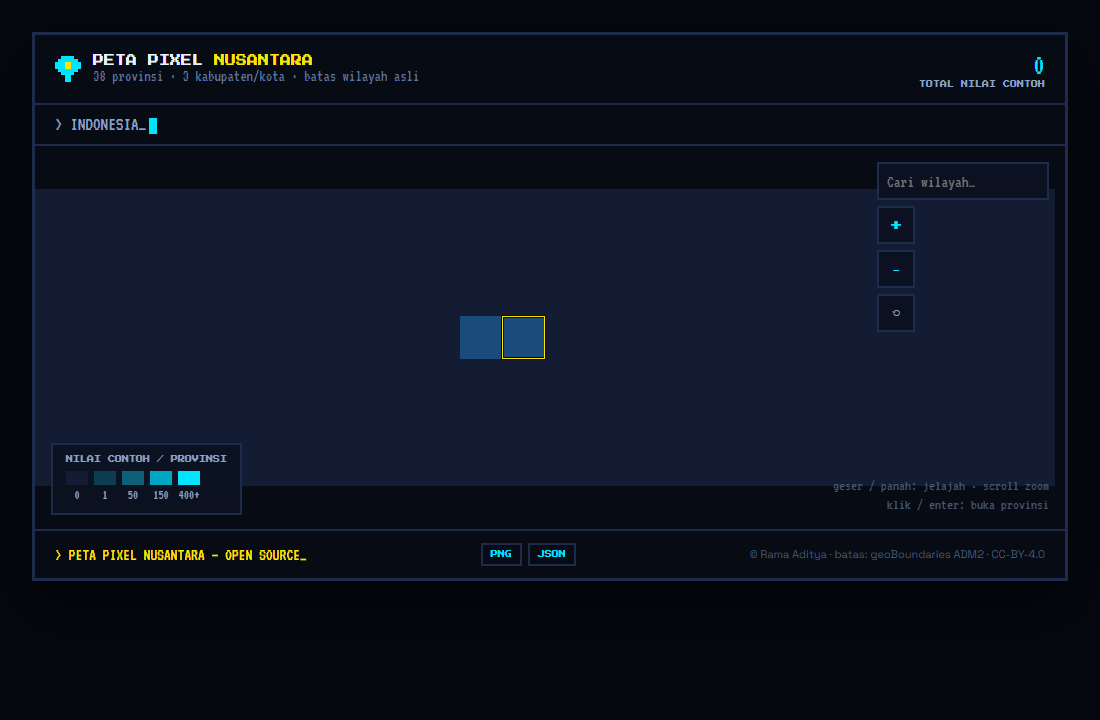 PETA PIXEL NUSANTARA
38 provinsi · 3 kabupaten/kota · batas wilayah asli
0
TOTAL NILAI CONTOH
❯ INDONESIA_
Cari wilayah…
+
−
⟲
NILAI CONTOH / PROVINSI
0 1 50 150 400+
geser / panah: jelajah · scroll zoom
klik / enter: buka provinsi
❯ PETA PIXEL NUSANTARA — OPEN SOURCE_
PNG JSON
© Rama Aditya · batas: geoBoundaries ADM2 · CC-BY-4.0